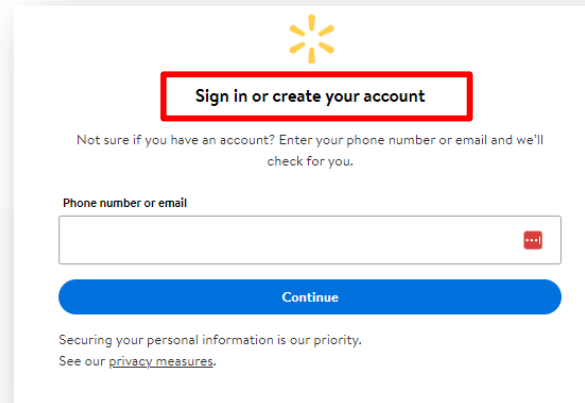 Sign in or create your account
Not sure if you have an account? Enter your phone number or email and we'll
check for you.
Phone number or email
Continue
Securing your personal information is our priority.
See our privacy measures.